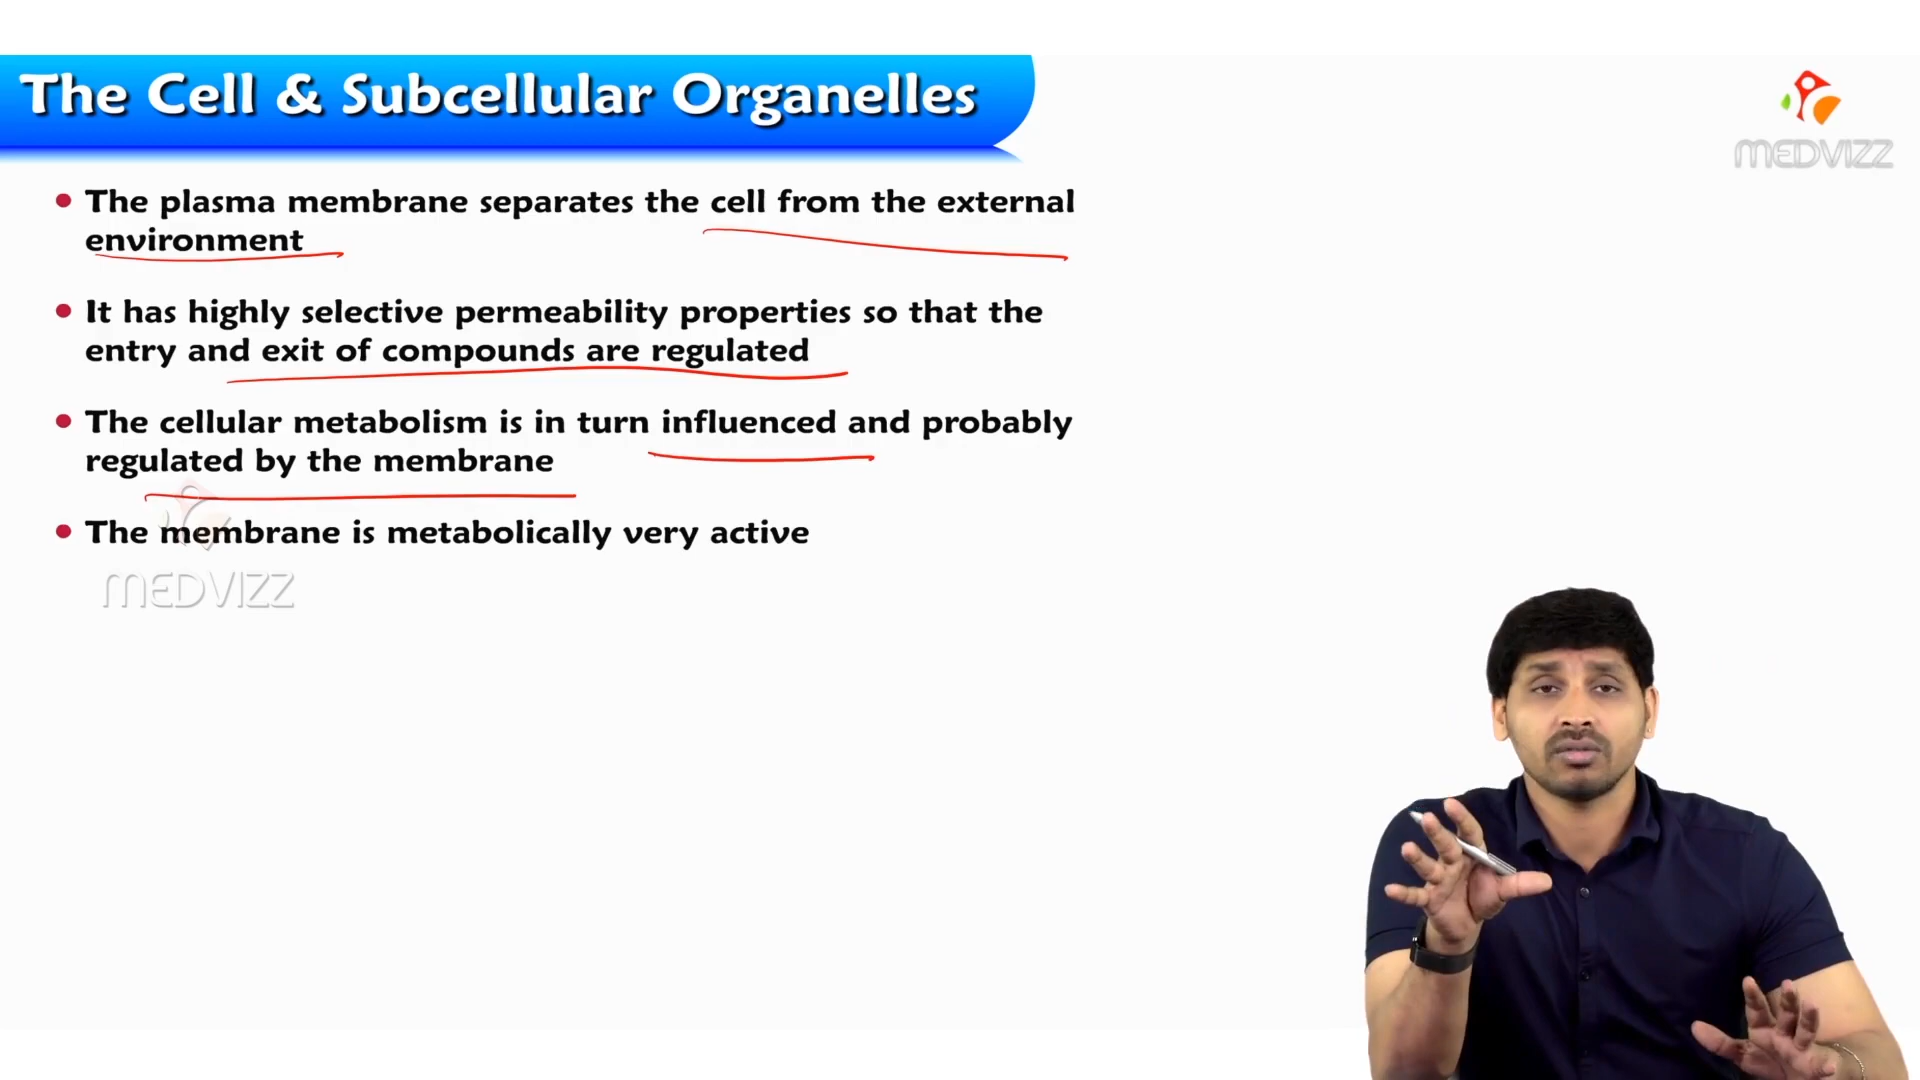 The Cell & Subcellular Organelles
MEDVIZZ
• The plasma membrane separates the cell from the external
environment
• It has highly selective permeability properties so that the
entry and exit of compounds are regulated
• The cellular metabolism is in turn influenced and probably
regulated by the membrane
• The membrane is metabolically very active
MEDVIZZ